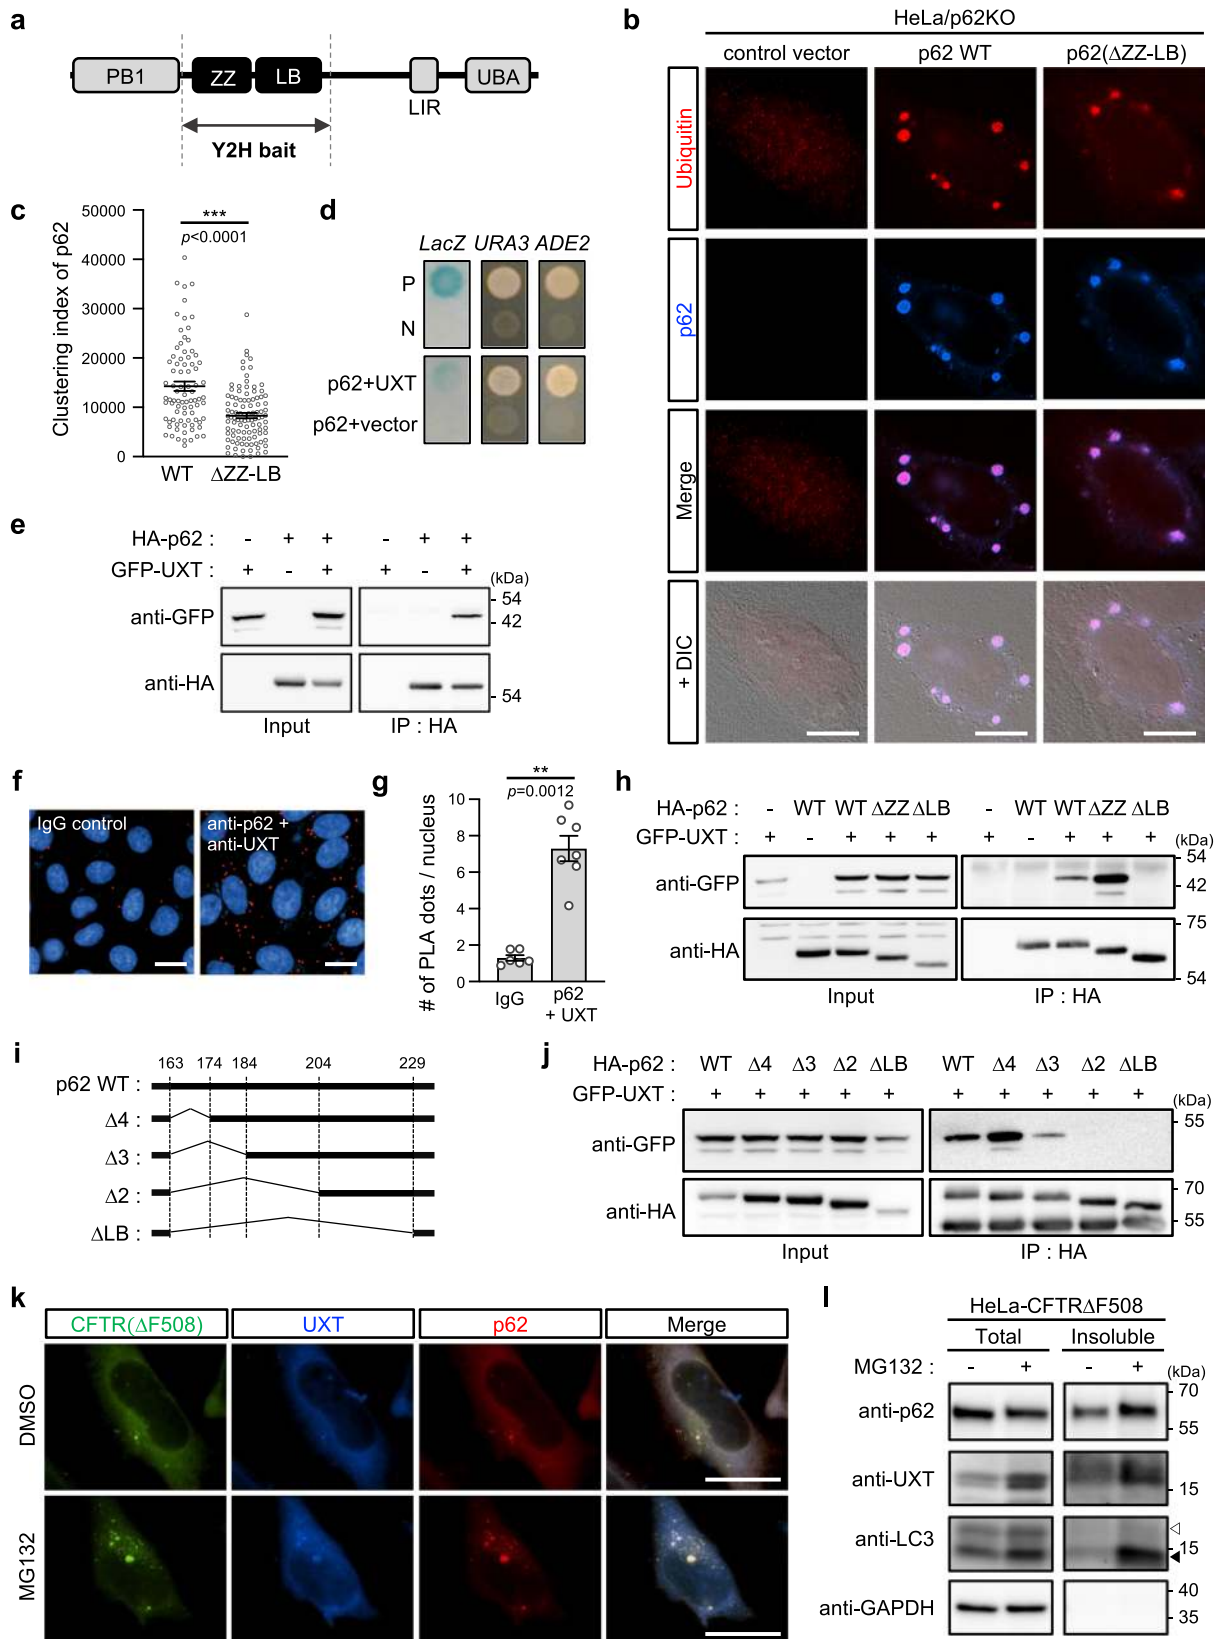 a
PB1 ZZ LB LIR UBA
Y2H bait
b
HeLa/p62KO
control vector p62 WT p62(ΔZZ-LB)
Ubiquitin
p62
Merge
+ DIC
c
Clustering index of p62
50000
40000
30000
20000
10000
0
***
p<0.0001
WT ΔZZ-LB
d
LacZ URA3 ADE2
P
N
p62+UXT
p62+vector
e
HA-p62 : - + + - + +
GFP-UXT : + - + + - +
(kDa)
anti-GFP
54
42
anti-HA
54
Input IP : HA
f
IgG control
anti-p62 +
anti-UXT
g
# of PLA dots / nucleus
10
8
6
4
2
0
**
p=0.0012
IgG p62
+ UXT
h
HA-p62 : - WT WT ΔZZ ΔLB - WT WT ΔZZ ΔLB
GFP-UXT : + - + + + + - + + +
(kDa)
anti-GFP
54
42
anti-HA
75
54
Input IP : HA
i
163 174 184 204 229
p62 WT :
Δ4 :
Δ3 :
Δ2 :
ΔLB :
j
HA-p62 : WT Δ4 Δ3 Δ2 ΔLB WT Δ4 Δ3 Δ2 ΔLB
GFP-UXT : + + + + + + + + + +
(kDa)
anti-GFP
55
anti-HA
70
55
Input IP : HA
k
CFTR(ΔF508) UXT p62 Merge
DMSO
MG132
l
HeLa-CFTRΔF508
Total Insoluble
MG132 : - + - +
(kDa)
anti-p62
70
55
anti-UXT
15
anti-LC3
15
anti-GAPDH
40
35